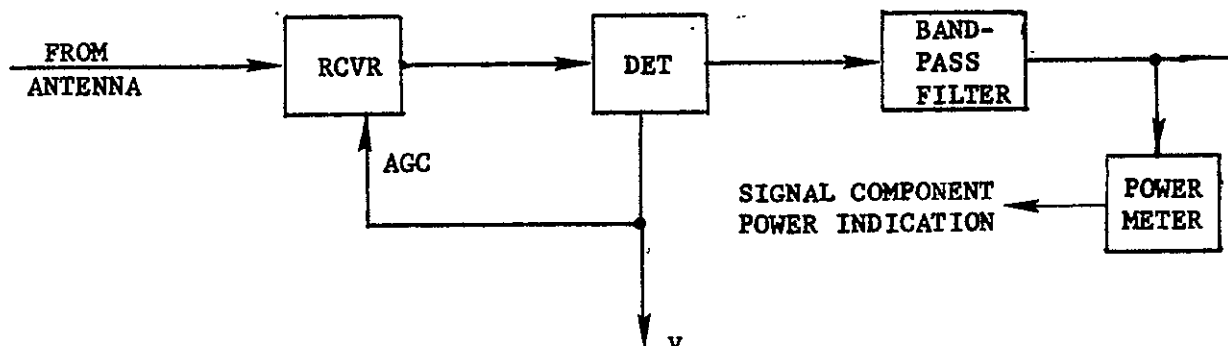 FROM
ANTENNA
RCVR
DET
BAND-
PASS
FILTER
AGC
SIGNAL COMPONENT
POWER INDICATION
POWER
METER